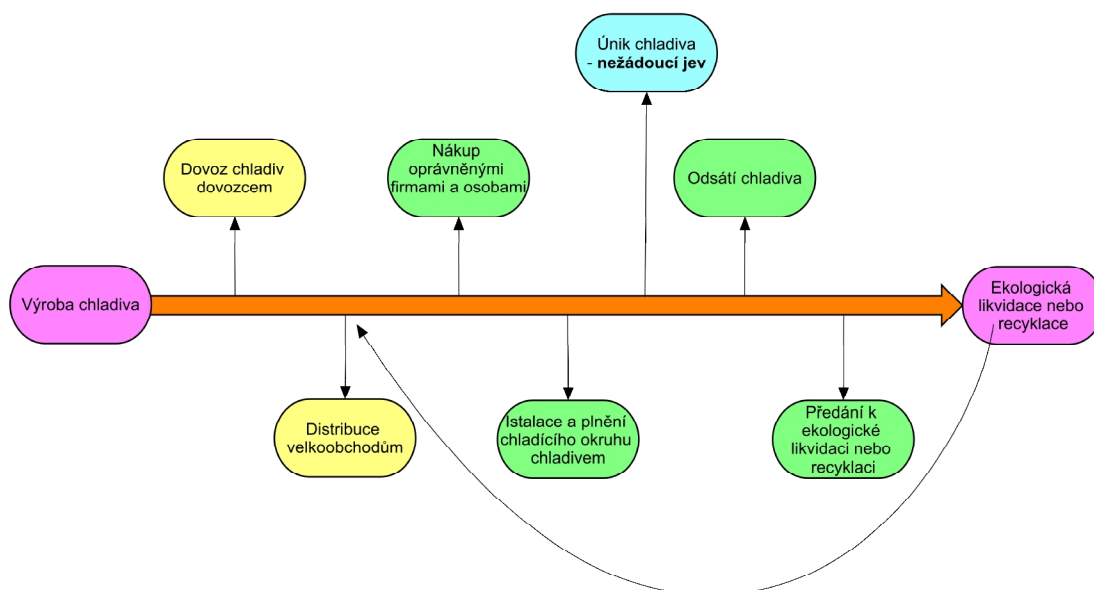 Únik chladiva
- nežádoucí jev
Dovoz chladiv
dovozcem
Nákup
oprávněnými
firmami a osobami
Odsátí chladiva
Výroba chladiva
Ekologická
likvidace nebo
recyklace
Distribuce
velkoobchodům
Istalace a plnění
chladícího okruhu
chladivem
Předání k
ekologické
likvidaci nebo
recyklaci